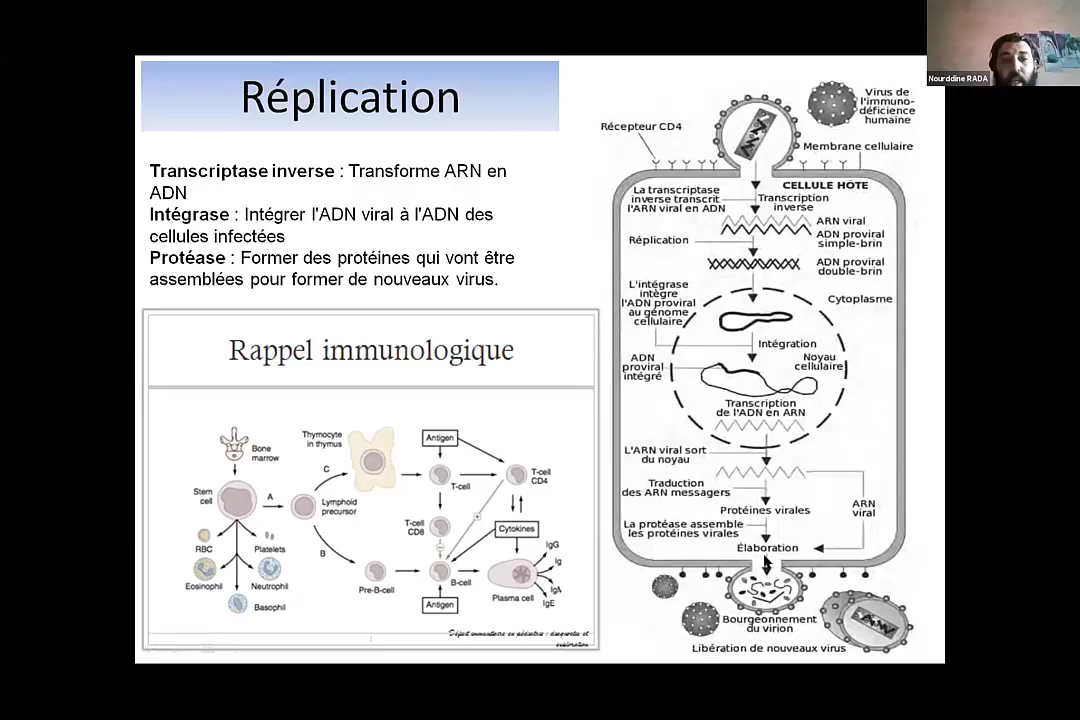 Réplication
Transcriptase inverse : Transforme ARN en
ADN
Intégrase : Intégrer l'ADN viral à l'ADN des
cellules infectées
Protéase : Former des protéines qui vont être
assemblées pour former de nouveaux virus.
Rappel immunologique
Bone
marrow
Stem
cell
A
RBC
Platelets
Eosinophil
Neutrophil
Basophil
Lymphoid
precursor
C
B
Thymocyte
in thymus
Antigen
T-cell
T-cell
CD4
T-cell
CD8
Cytokines
Pre-B-cell
B-cell
Antigen
Plasma cell
IgG
Ig
IgE
Déficit immunitaire en pédiatrie : diagnostic et
Virus de
l'immuno-
déficience
humaine
Récepteur CD4
Membrane cellulaire
CELLULE HÔTE
La transcriptase
inverse transcrit
l'ARN viral en ADN
Transcription
inverse
ARN viral
ADN proviral
simple-brin
Réplication
ADN proviral
double-brin
L'intégrase
intègre
l'ADN proviral
au génome
cellulaire
Cytoplasme
Intégration
Noyau
cellulaire
ADN
proviral
intégré
Transcription
de l'ADN en ARN
L'ARN viral sort
du noyau
Traduction
des ARN messagers
Protéines virales
ARN
viral
La protéase assemble
les protéines virales
Élaboration
Bourgeonnement
du virion
Libération de nouveaux virus
Nourddine RADA